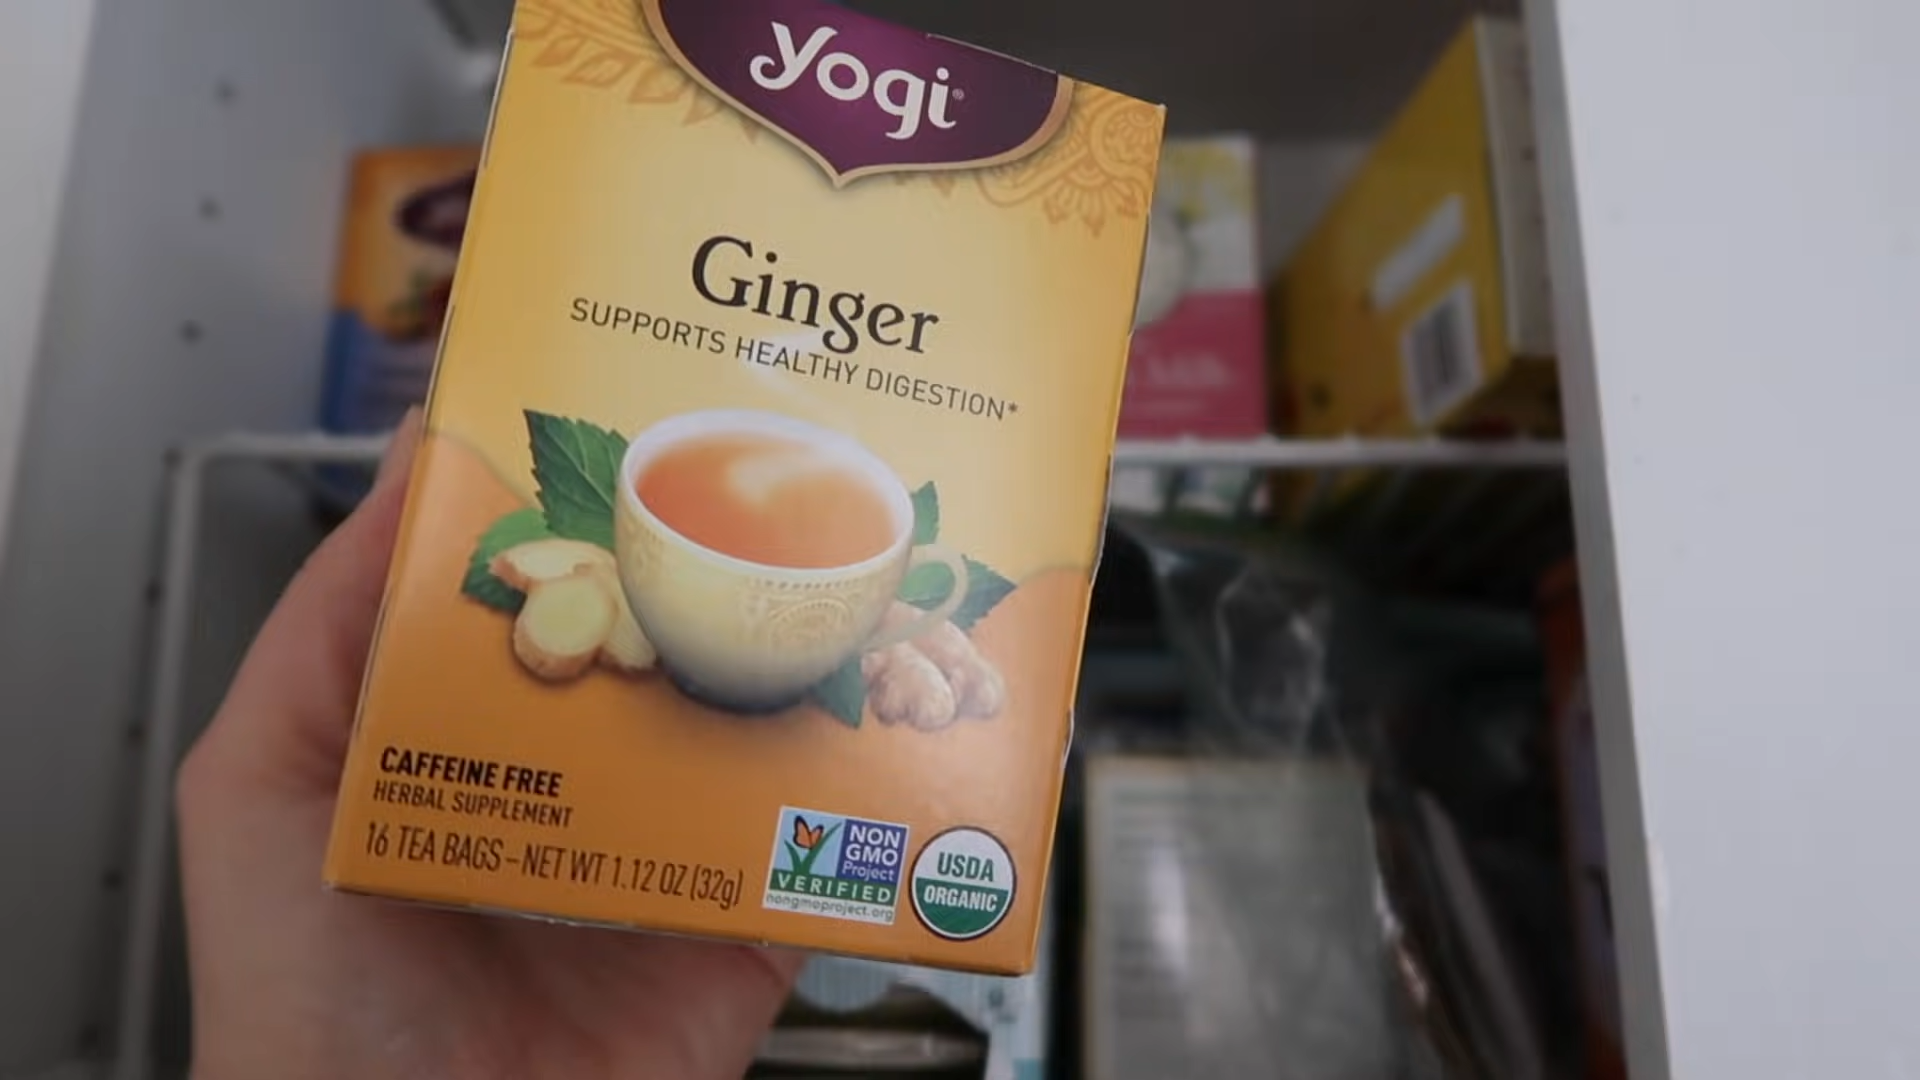 yogi®
Ginger
SUPPORTS HEALTHY DIGESTION*
CAFFEINE FREE
HERBAL SUPPLEMENT
16 TEA BAGS – NET WT 1.12 OZ (32g)
NON
GMO
Project
VERIFIED
nongmoproject.org
USDA
ORGANIC